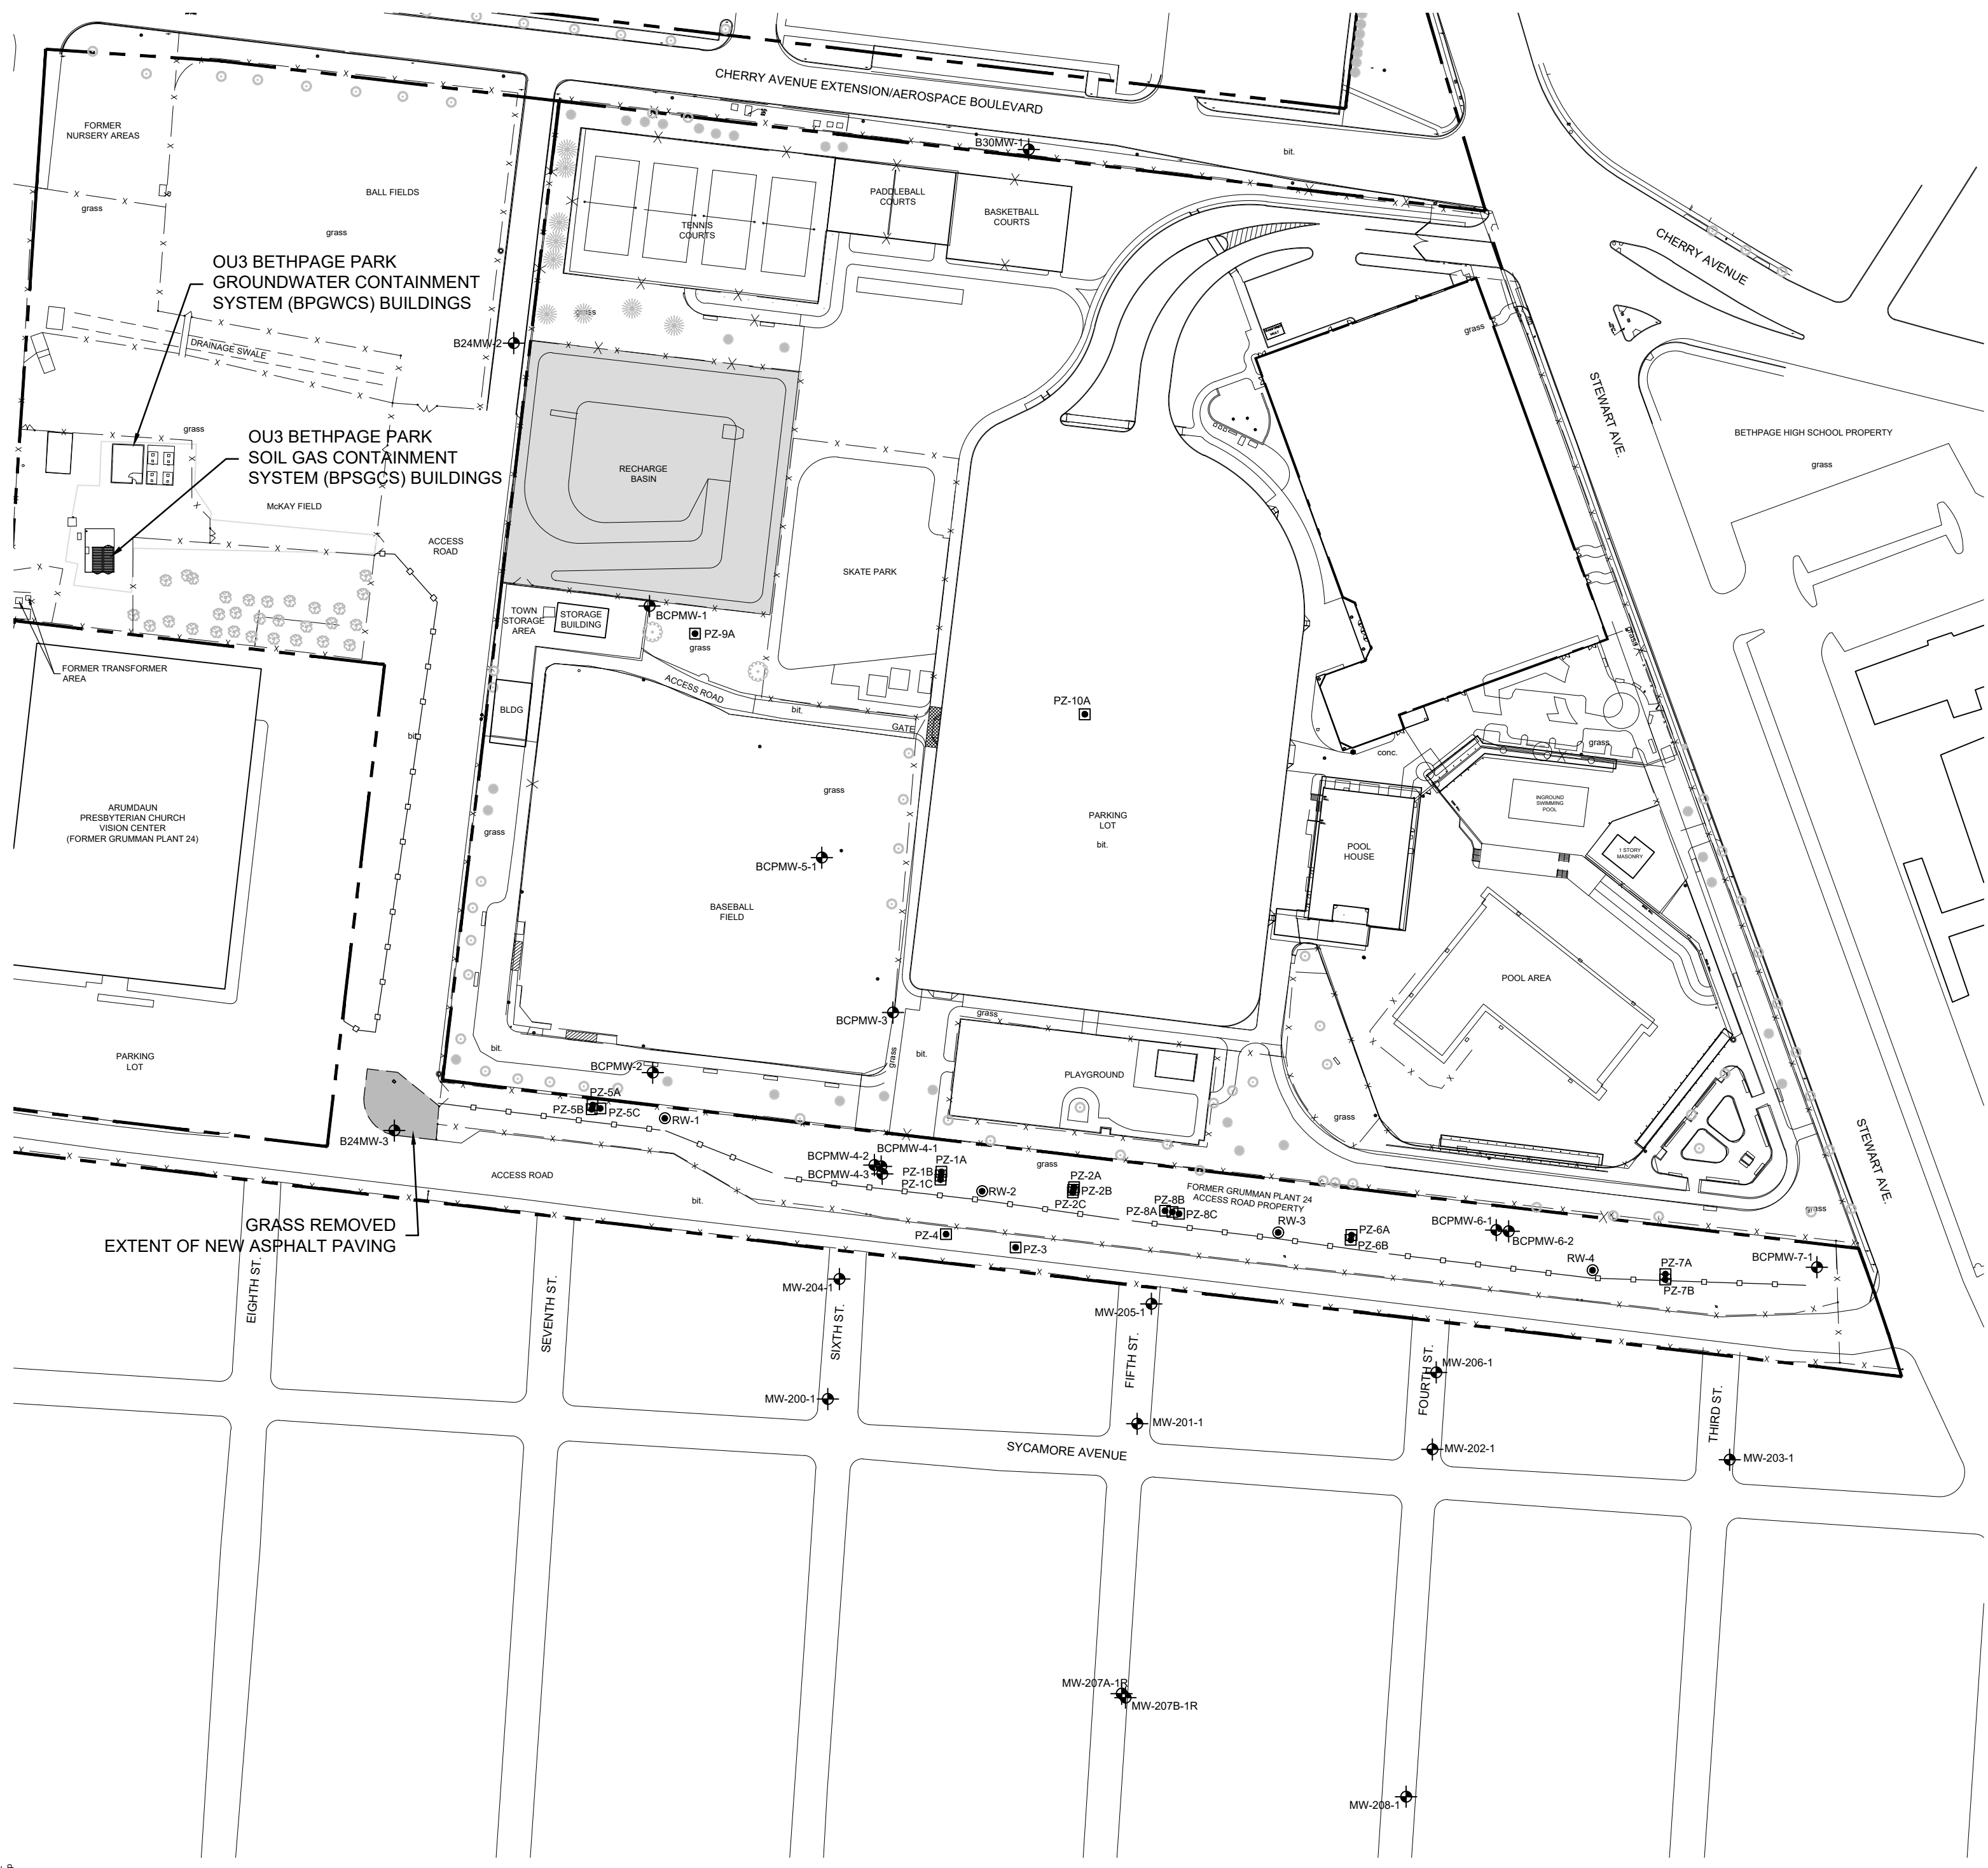 CHERRY AVENUE EXTENSION/AEROSPACE BOULEVARD
FORMER
NURSERY AREAS
B30MW-1
bit.
BALL FIELDS
grass
grass
PADDLEBALL
COURTS
BASKETBALL
COURTS
TENNIS
COURTS
CHERRY AVENUE
OU3 BETHPAGE PARK
GROUNDWATER CONTAINMENT
SYSTEM (BPGWCS) BUILDINGS
grass
grass
DRAINAGE SWALE
B24MW-2
STEWART AVE.
BETHPAGE HIGH SCHOOL PROPERTY
grass
grass
OU3 BETHPAGE PARK
SOIL GAS CONTAINMENT
SYSTEM (BPSGCS) BUILDINGS
RECHARGE
BASIN
McKAY FIELD
ACCESS
ROAD
SKATE PARK
TOWN
STORAGE
AREA
STORAGE
BUILDING
BCPMW-1
PZ-9A
grass
grass
FORMER TRANSFORMER
AREA
ACCESS ROAD
BLDG
bit.
GATE
PZ-10A
bit.
conc.
grass
grass
INGROUND
SWIMMING
POOL
ARUMDAUN
PRESBYTERIAN CHURCH
VISION CENTER
(FORMER GRUMMAN PLANT 24)
grass
PARKING
LOT
bit.
POOL
HOUSE
1 STORY
MASONRY
BCPMW-5-1
BASEBALL
FIELD
POOL AREA
BCPMW-3
grass
bit.
grass
bit.
PARKING
LOT
BCPMW-2
PLAYGROUND
PZ-5A
PZ-5B
PZ-5C
RW-1
grass
B24MW-3
STEWART AVE.
BCPMW-4-1
BCPMW-4-2
BCPMW-4-3
PZ-1A
PZ-1B
PZ-1C
grass
ACCESS ROAD
bit.
RW-2
PZ-2A
PZ-2B
PZ-2C
FORMER GRUMMAN PLANT 24
ACCESS ROAD PROPERTY
PZ-8B
PZ-8A
PZ-8C
grass
GRASS REMOVED
EXTENT OF NEW ASPHALT PAVING
PZ-4
PZ-3
RW-3
PZ-6A
PZ-6B
BCPMW-6-1
BCPMW-6-2
RW-4
PZ-7A
PZ-7B
BCPMW-7-1
EIGHTH ST.
SEVENTH ST.
MW-204-1
SIXTH ST.
MW-205-1
FIFTH ST.
MW-206-1
FOURTH ST.
THIRD ST.
MW-200-1
MW-201-1
SYCAMORE AVENUE
MW-202-1
MW-203-1
MW-207A-1R
MW-207B-1R
MW-208-1